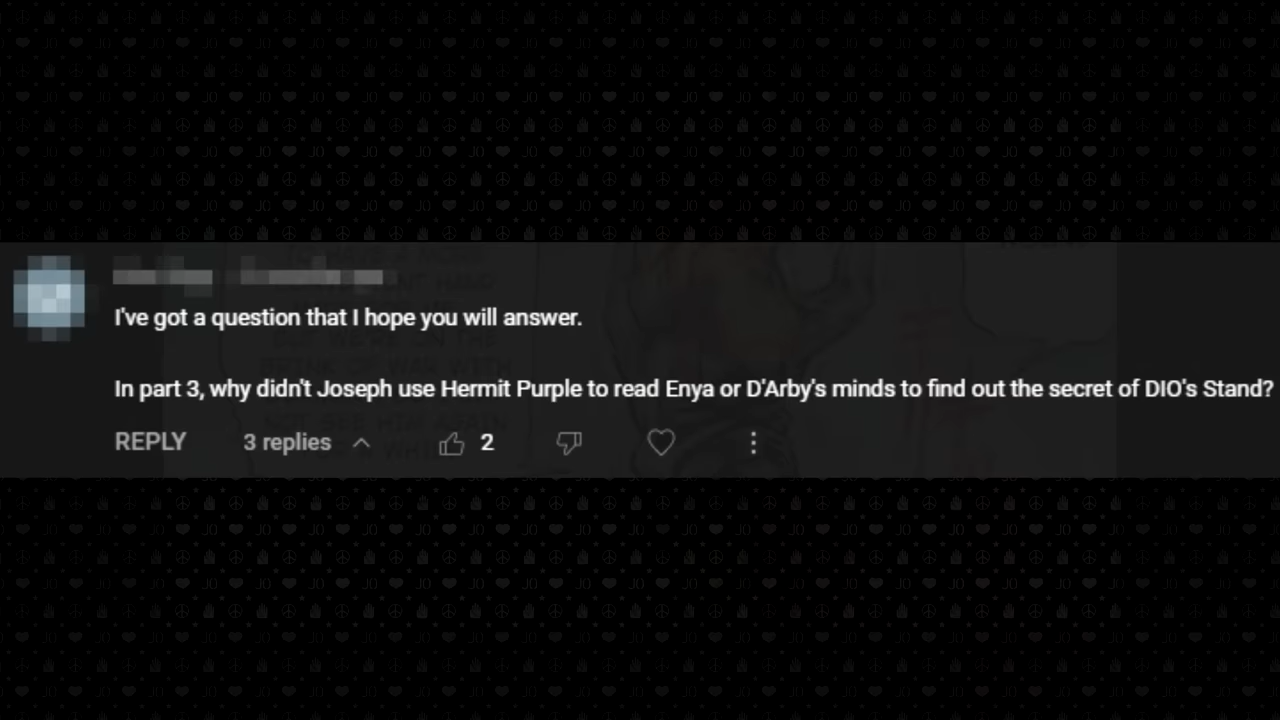 I've got a question that I hope you will answer.
In part 3, why didn't Joseph use Hermit Purple to read Enya or D'Arby's minds to find out the secret of DIO's Stand?
REPLY 3 replies 2